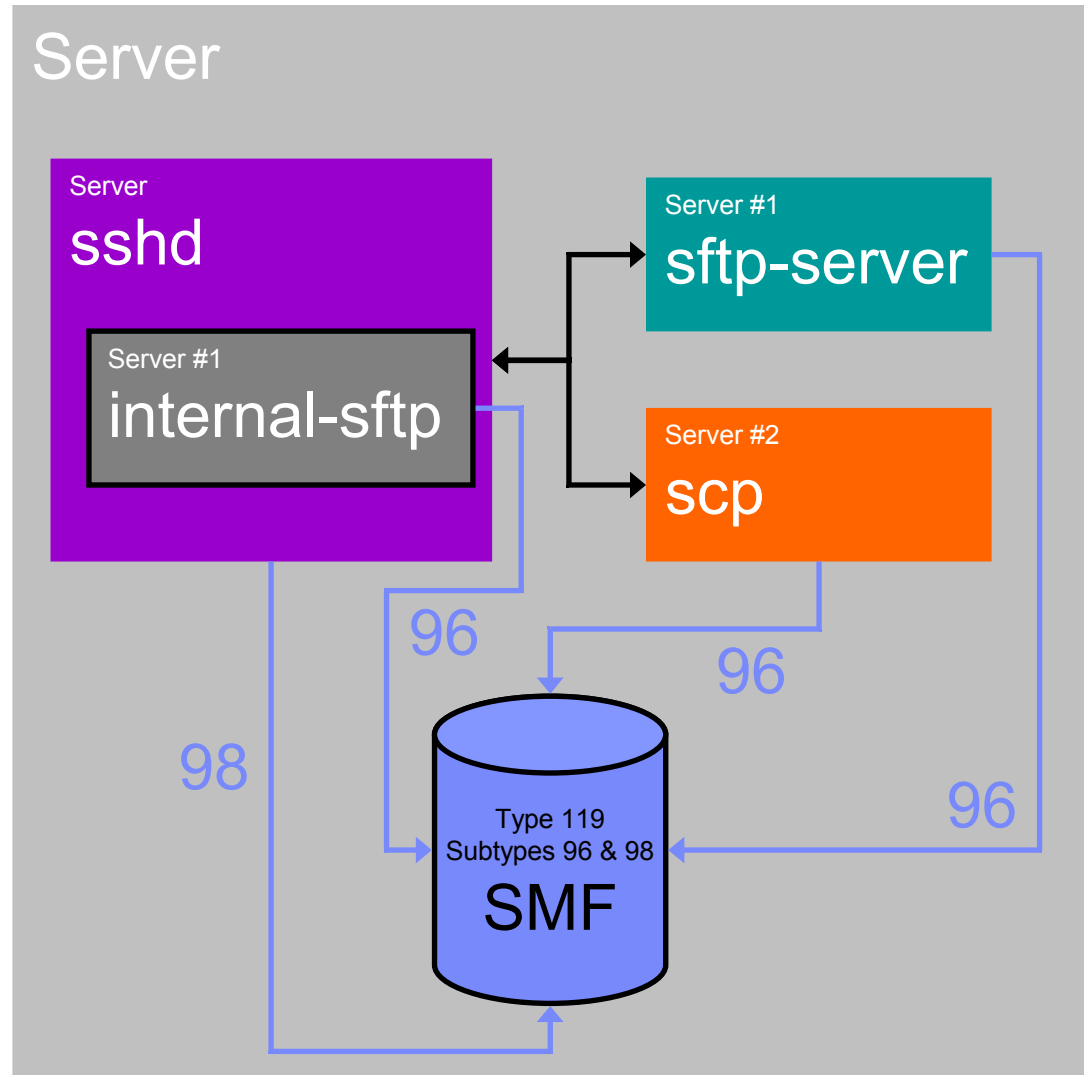 Server
Server
sshd
Server #1
internal-sftp
Server #1
sftp-server
Server #2
scp
96
96
98
96
Type 119
Subtypes 96 & 98
SMF